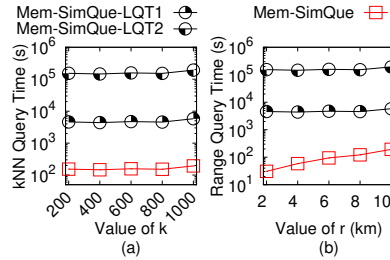 Mem-SimQue-LQT1
Mem-SimQue-LQT2
Mem-SimQue
kNN Query Time (s)
10^6
10^5
10^4
10^3
10^2
200
400
600
800
1000
Value of k
(a)
Range Query Time (s)
10^6
10^5
10^4
10^3
10^2
10^1
2
4
6
8
10
Value of r (km)
(b)